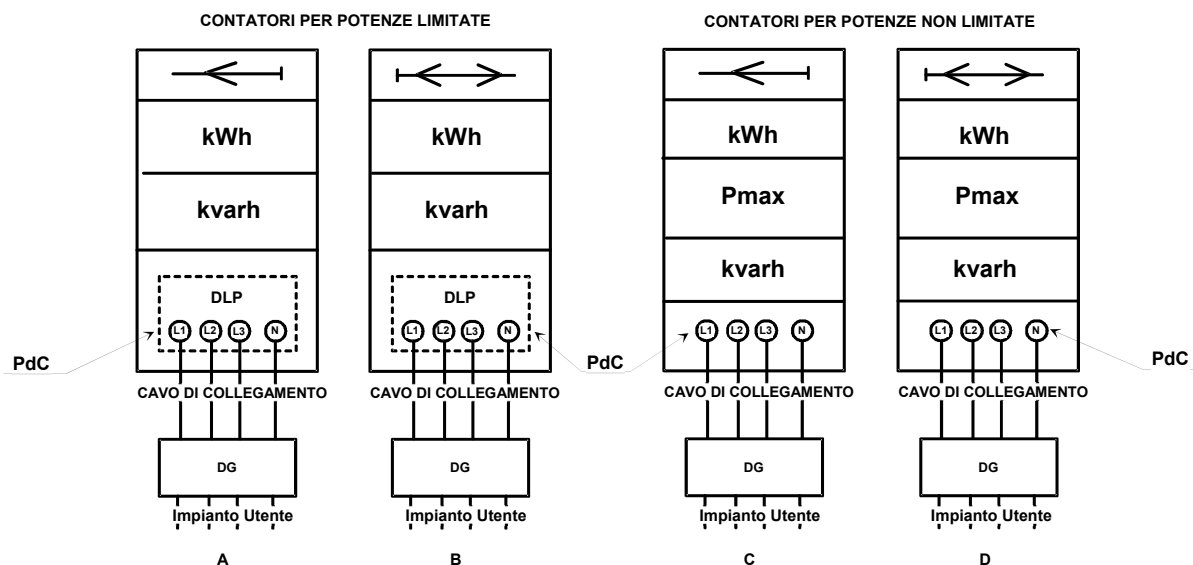 CONTATORI PER POTENZE LIMITATE
CONTATORI PER POTENZE NON LIMITATE
kWh
kvarh
DLP
L1 L2 L3 N
PdC
CAVO DI COLLEGAMENTO
DG
Impianto Utente
A
kWh
kvarh
DLP
L1 L2 L3 N
PdC
CAVO DI COLLEGAMENTO
DG
Impianto Utente
B
kWh
Pmax
kvarh
L1 L2 L3 N
CAVO DI COLLEGAMENTO
DG
Impianto Utente
C
kWh
Pmax
kvarh
L1 L2 L3 N
PdC
CAVO DI COLLEGAMENTO
DG
Impianto Utente
D